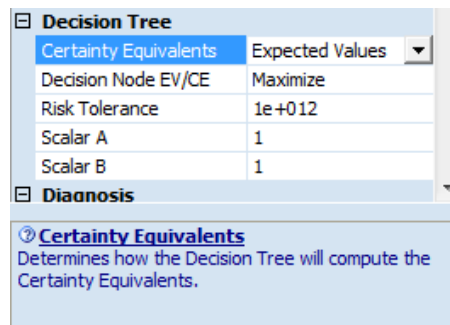 Decision Tree
Certainty Equivalents Expected Values
Decision Node EV/CE Maximize
Risk Tolerance 1e+012
Scalar A 1
Scalar B 1
Diagnosis
Certainty Equivalents
Determines how the Decision Tree will compute the
Certainty Equivalents.